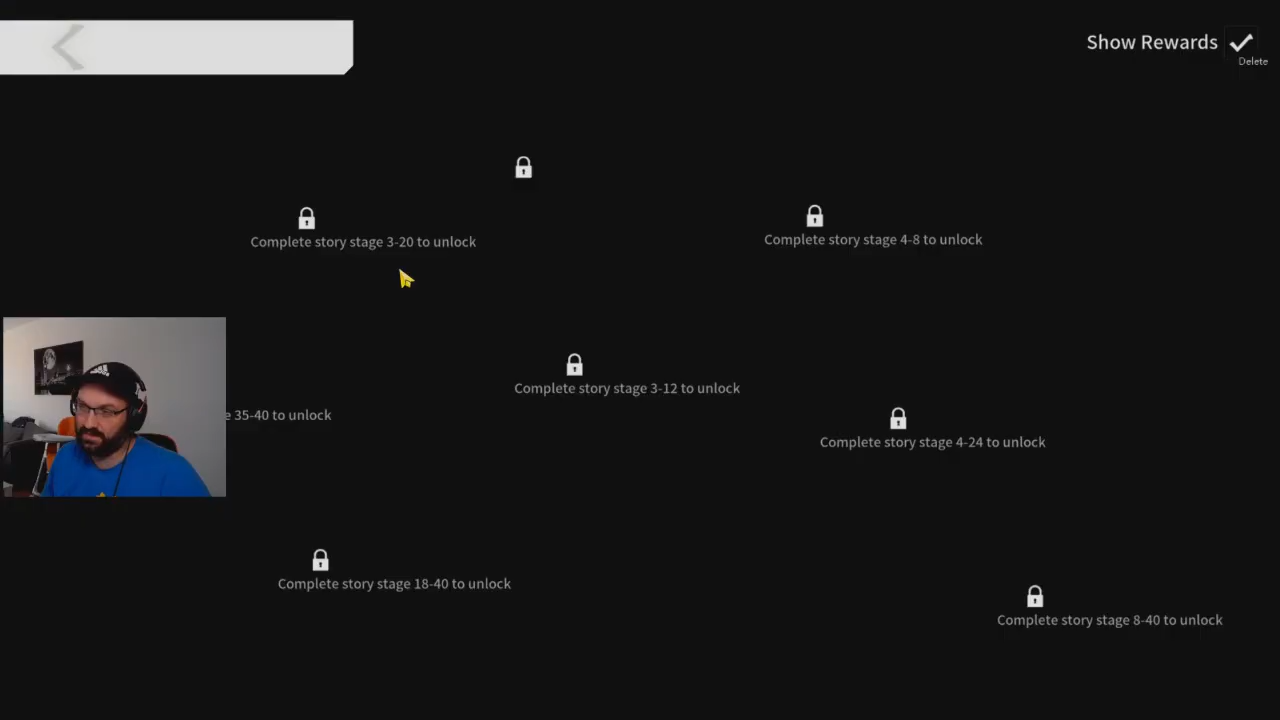 Show Rewards
Delete
Complete story stage 3-20 to unlock
Complete story stage 4-8 to unlock
Complete story stage 3-12 to unlock
e 35-40 to unlock
Complete story stage 4-24 to unlock
Complete story stage 18-40 to unlock
Complete story stage 8-40 to unlock